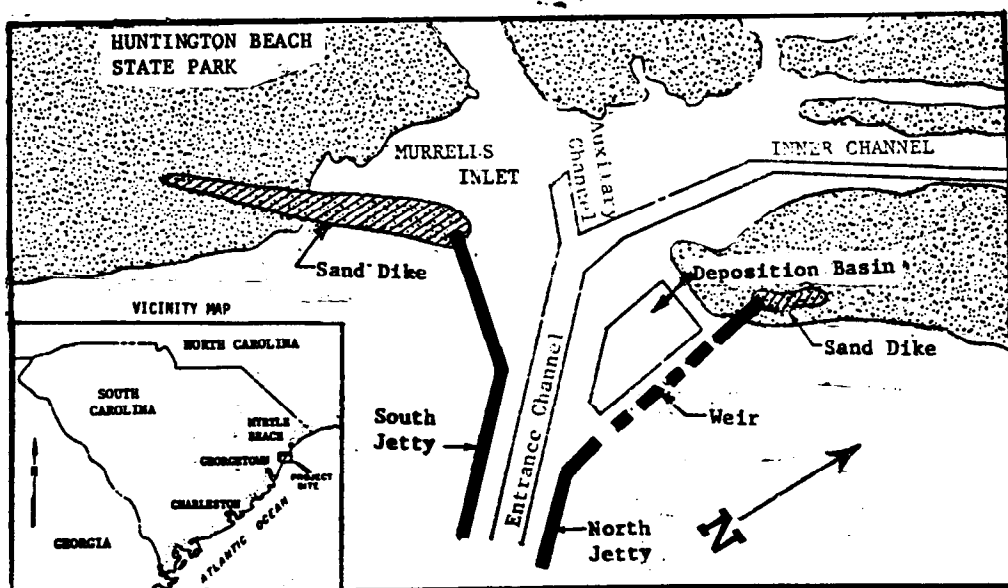 HUNTINGTON BEACH
STATE PARK
MURRELLS
INLET
Auxiliary
Channel
INNER CHANNEL
Sand Dike
Deposition Basin
Sand Dike
Weir
South
Jetty
Entrance Channel
North
Jetty
N
VICINITY MAP
NORTH CAROLINA
SOUTH
CAROLINA
MYRTLE
BEACH
GEORGETOWN
PROJECT
SITE
CHARLESTON
GEORGIA
ATLANTIC OCEAN
N